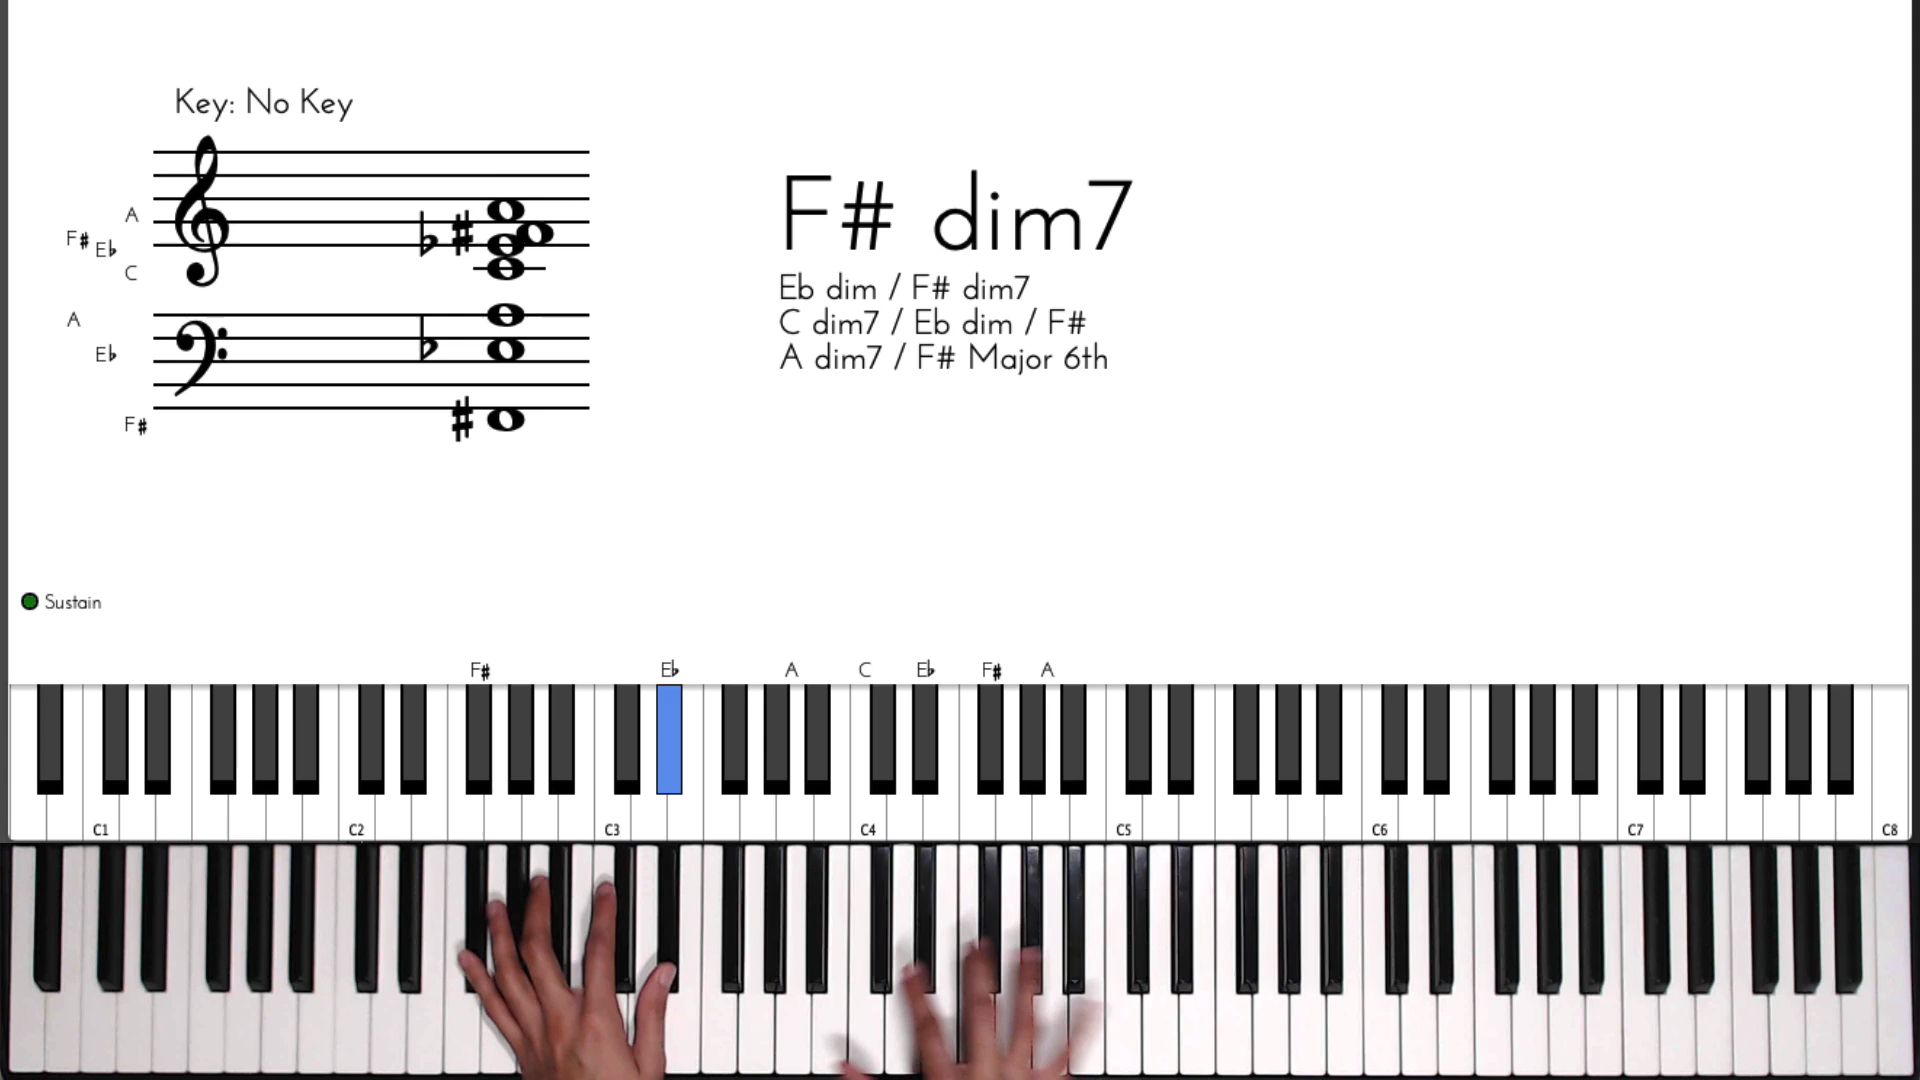 Key: No Key
A
F# Eb
C
A
Eb
F#
F# dim7
Eb dim / F# dim7
C dim7 / Eb dim / F#
A dim7 / F# Major 6th
Sustain
F# Eb A C Eb F# A
C1 C2 C3 C4 C5 C6 C7 C8